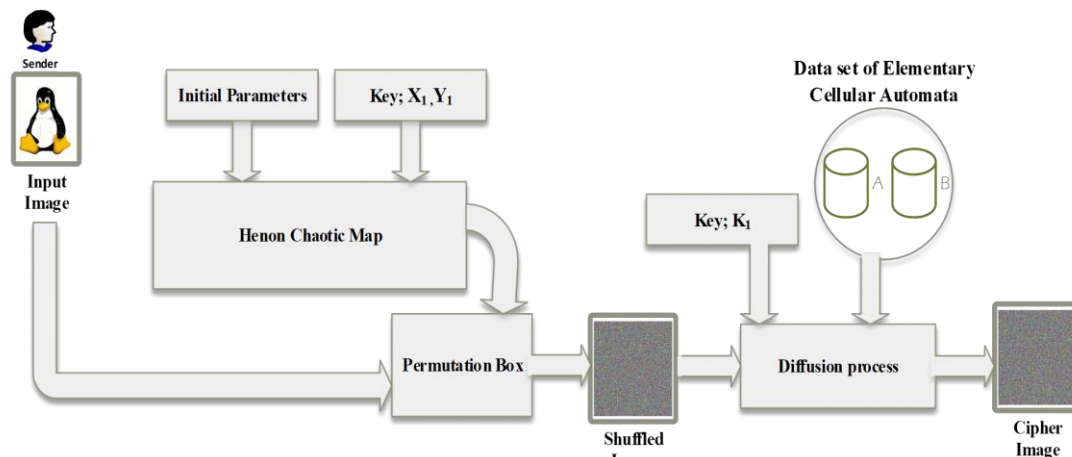 Sender
Input
Image
Initial Parameters
Key; X₁, Y₁
Henon Chaotic Map
Permutation Box
Shuffled
Key; K₁
Data set of Elementary
Cellular Automata
A
B
Diffusion process
Cipher
Image